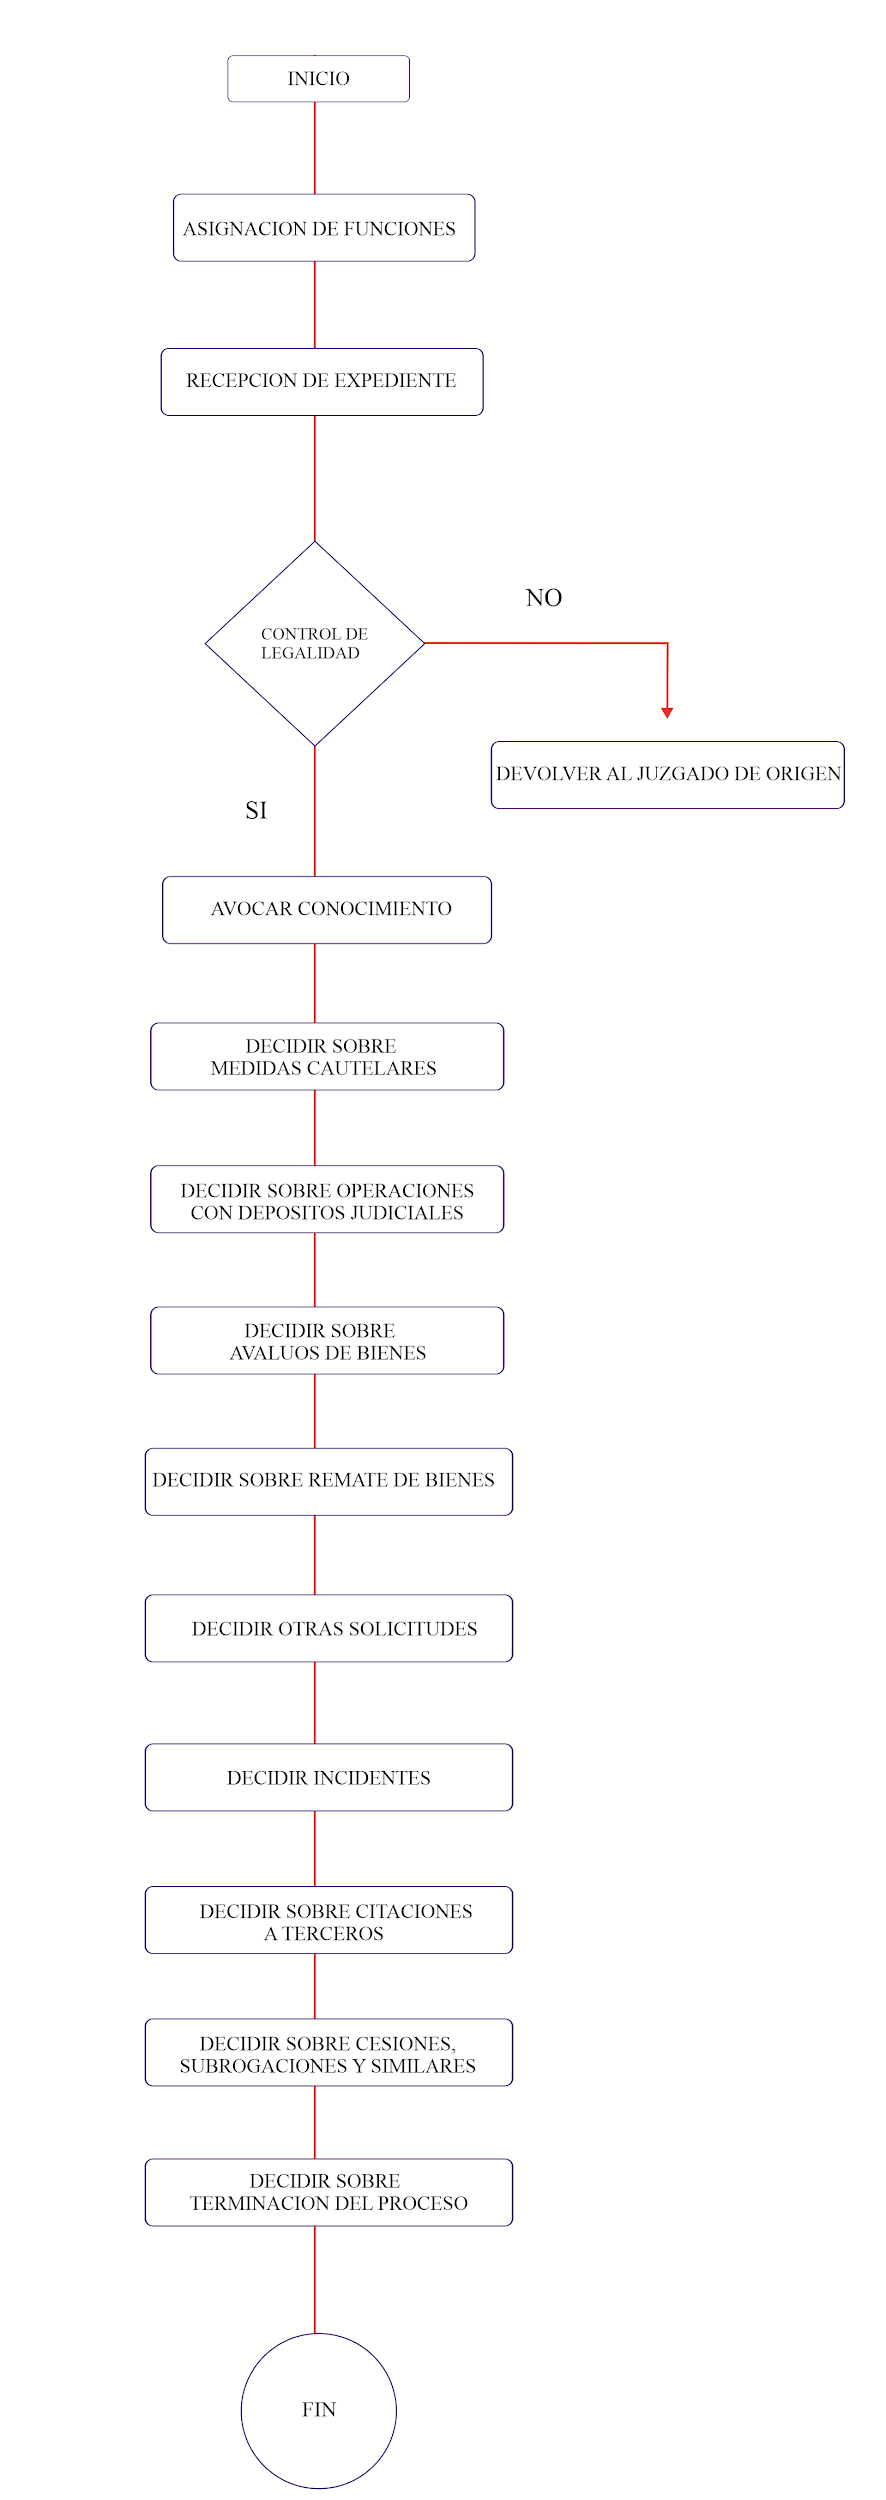 INICIO
ASIGNACION DE FUNCIONES
RECEPCION DE EXPEDIENTE
CONTROL DE
LEGALIDAD
NO
DEVOLVER AL JUZGADO DE ORIGEN
SI
AVOCAR CONOCIMIENTO
DECIDIR SOBRE
MEDIDAS CAUTELARES
DECIDIR SOBRE OPERACIONES
CON DEPOSITOS JUDICIALES
DECIDIR SOBRE
AVALUOS DE BIENES
DECIDIR SOBRE REMATE DE BIENES
DECIDIR OTRAS SOLICITUDES
DECIDIR INCIDENTES
DECIDIR SOBRE CITACIONES
A TERCEROS
DECIDIR SOBRE CESIONES,
SUBROGACIONES Y SIMILARES
DECIDIR SOBRE
TERMINACION DEL PROCESO
FIN